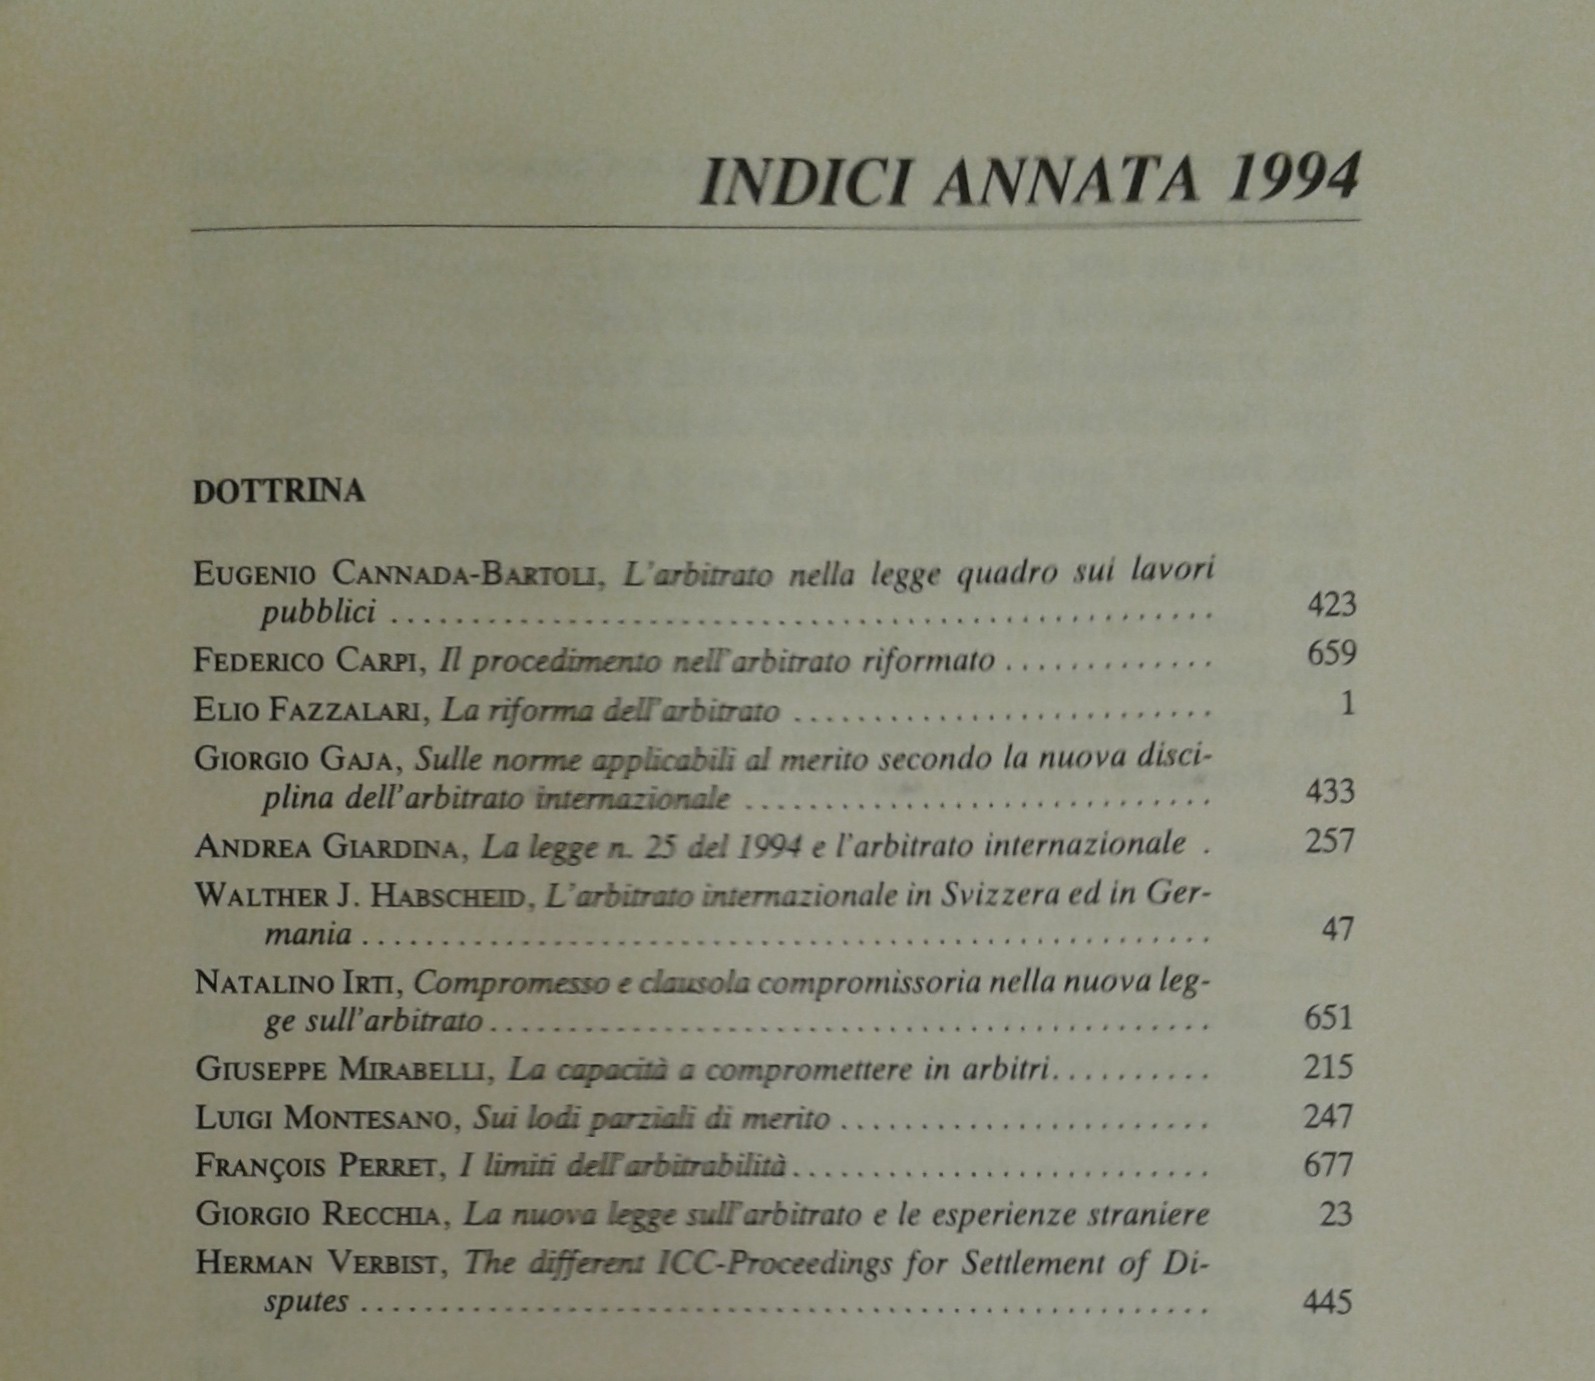 INDICI ANNATA 1994
DOTTRINA
EUGENIO CANNADA-BARTOLI, L'arbitrato nella legge quadro sui lavori
pubblici ................................................ 423
FEDERICO CARPI, Il procedimento nell'arbitrato riformato ............. 659
ELIO FAZZALARI, La riforma dell'arbitrato ........................... 1
GIORGIO GAJA, Sulle norme applicabili al merito secondo la nuova disci-
plina dell'arbitrato internazionale .............................. 433
ANDREA GIARDINA, La legge n. 25 del 1994 e l'arbitrato internazionale . 257
WALTHER J. HABSCHEID, L'arbitrato internazionale in Svizzera ed in Ger-
mania .................................................. 47
NATALINO IRTI, Compromesso e clausola compromissoria nella nuova leg-
ge sull'arbitrato .......................................... 651
GIUSEPPE MIRABELLI, La capacità a compromettere in arbitri.......... 215
LUIGI MONTESANO, Sui lodi parziali di merito ....................... 247
FRANÇOIS PERRET, I limiti dell'arbitrabilità.......................... 677
GIORGIO RECCHIA, La nuova legge sull'arbitrato e le esperienze straniere 23
HERMAN VERBIST, The different ICC-Proceedings for Settlement of Di-
sputes .................................................. 445